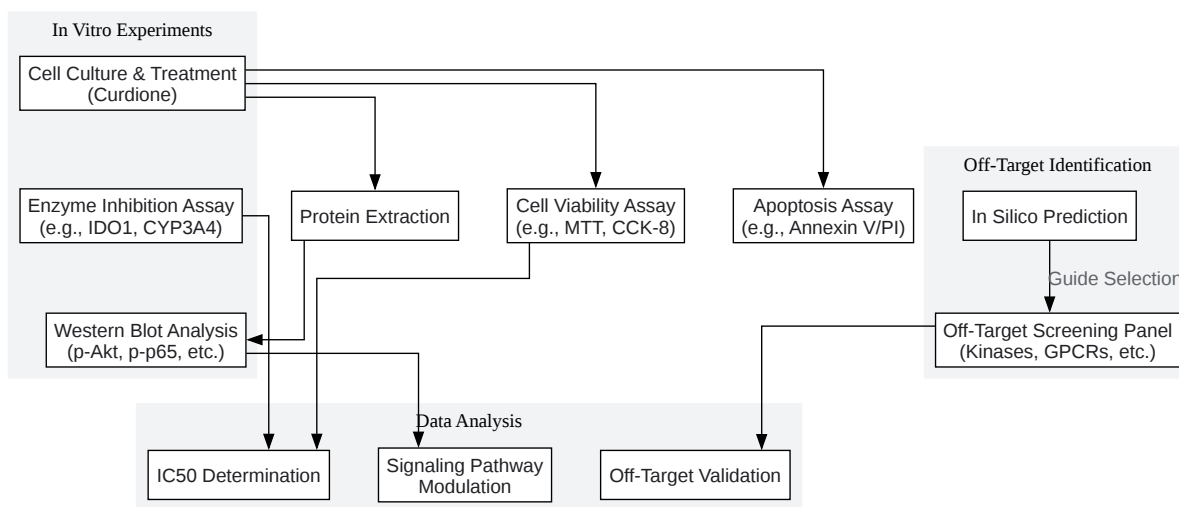 In Vitro Experiments
Cell Culture & Treatment
(Curdione)
Off-Target Identification
Enzyme Inhibition Assay
(e.g., IDO1, CYP3A4)
Protein Extraction
Cell Viability Assay
(e.g., MTT, CCK-8)
Apoptosis Assay
(e.g., Annexin V/PI)
In Silico Prediction
Guide Selection
Western Blot Analysis
(p-Akt, p-p65, etc.)
Off-Target Screening Panel
(Kinases, GPCRs, etc.)
Data Analysis
IC50 Determination
Signaling Pathway
Modulation
Off-Target Validation